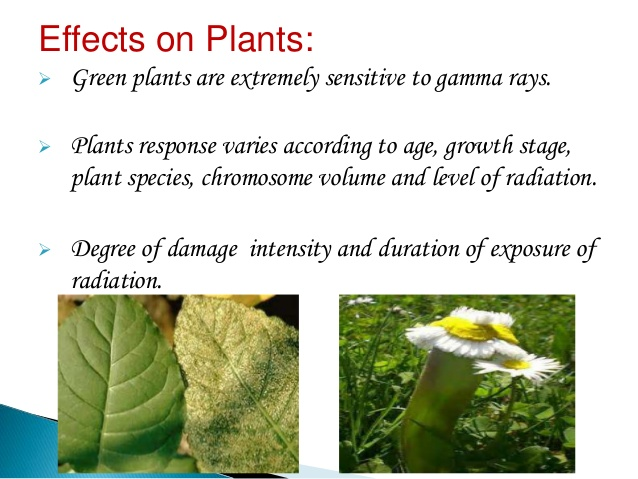 Effects on Plants:
Green plants are extremely sensitive to gamma rays.
Plants response varies according to age, growth stage,
plant species, chromosome volume and level of radiation.
Degree of damage intensity and duration of exposure of
radiation.